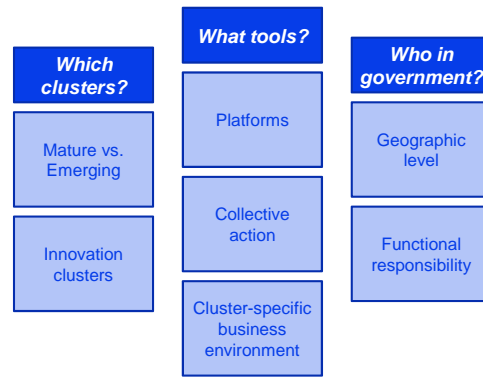 Which
clusters?
Mature vs.
Emerging
Innovation
clusters
What tools?
Platforms
Collective
action
Cluster-specific
business
environment
Who in
government?
Geographic
level
Functional
responsibility